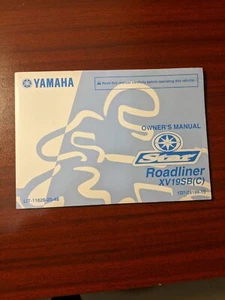 YAMAHA
Read this manual carefully before operating this vehicle.
OWNER'S MANUAL
Star
Roadliner
XV19SB(C)